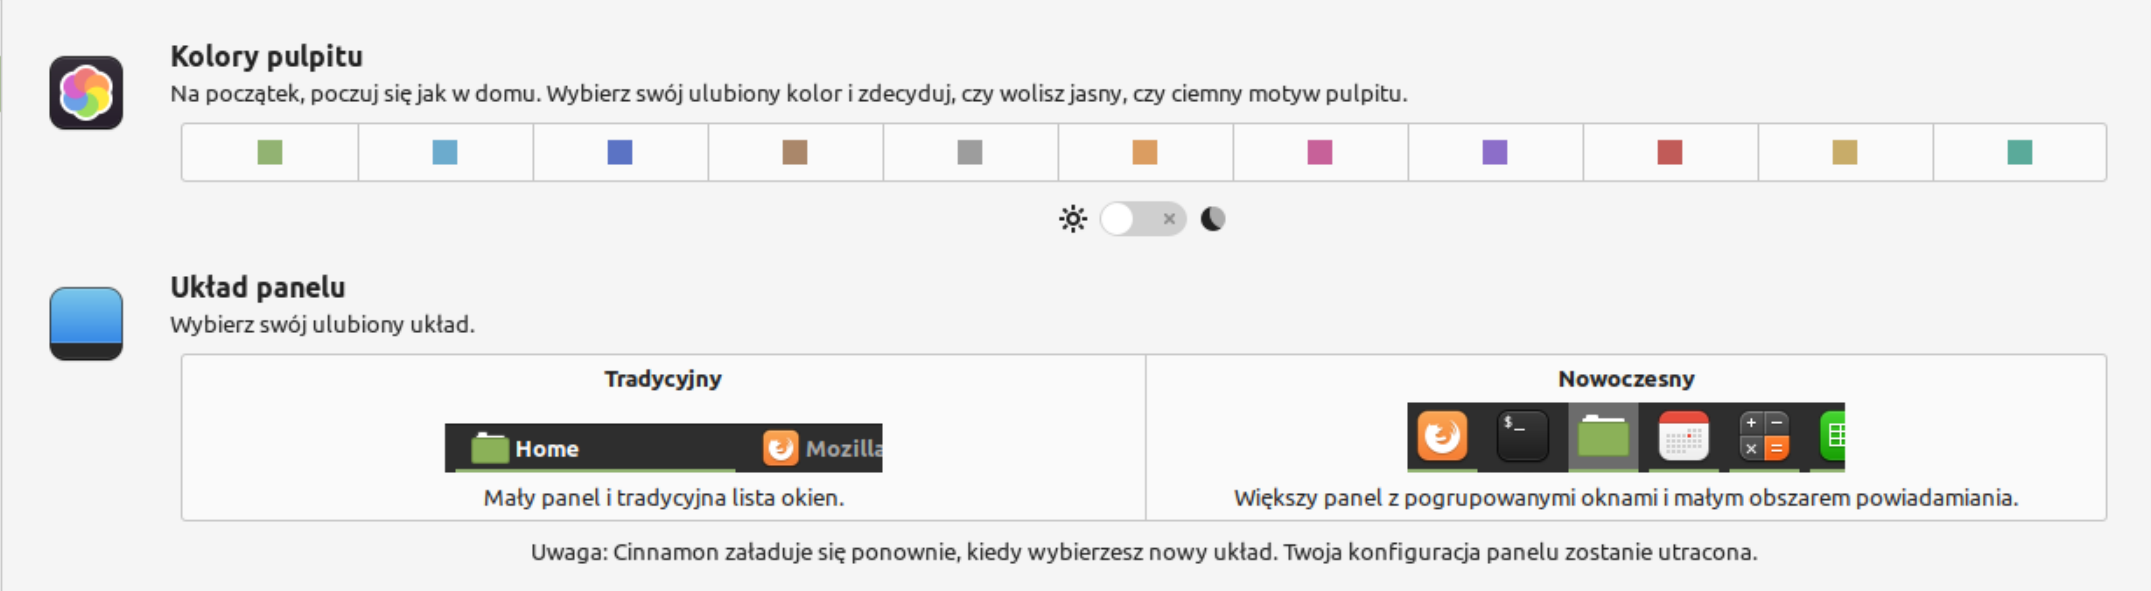 Kolory pulpitu
Na początek, poczuj się jak w domu. Wybierz swój ulubiony kolor i zdecyduj, czy wolisz jasny, czy ciemny motyw pulpitu.
Układ panelu
Wybierz swój ulubiony układ.
Tradycyjny
Home Mozilla
Mały panel i tradycyjna lista okien.
Nowoczesny
$_
Większy panel z pogrupowanymi oknami i małym obszarem powiadamiania.
Uwaga: Cinnamon załaduje się ponownie, kiedy wybierzesz nowy układ. Twoja konfiguracja panelu zostanie utracona.